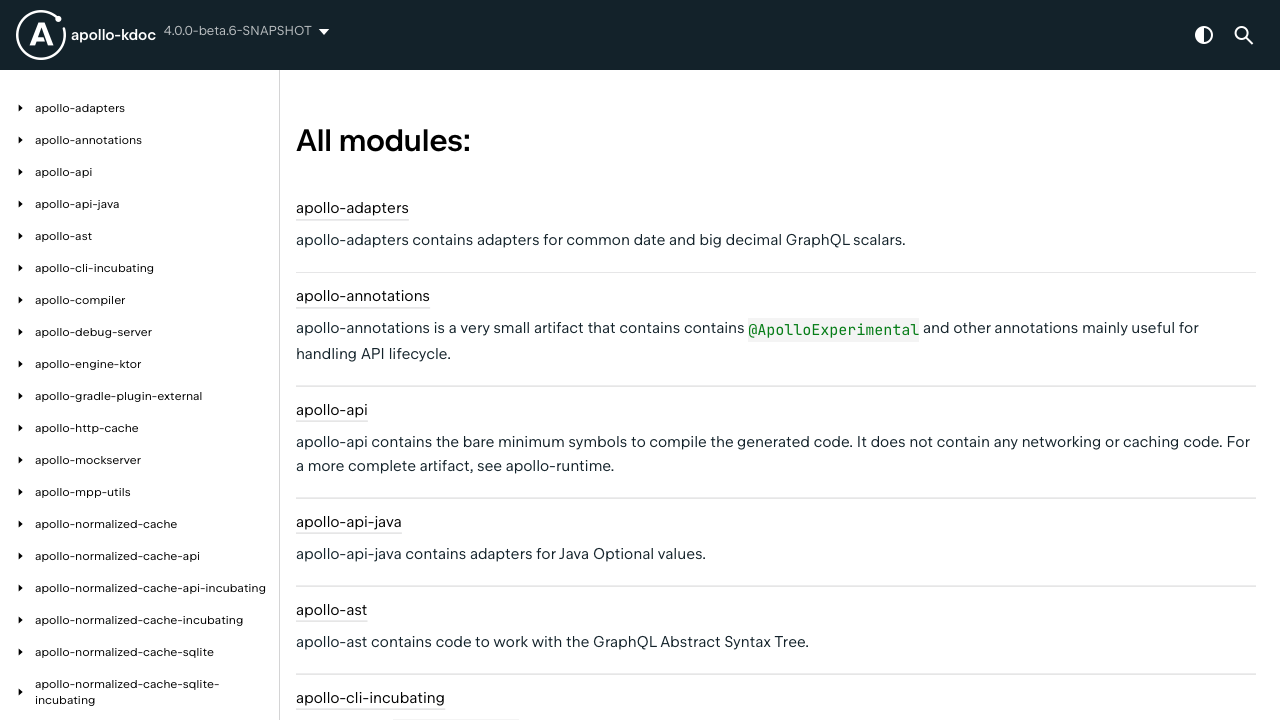 apollo-kdoc 4.0.0-beta.6-SNAPSHOT
apollo-adapters
apollo-annotations
apollo-api
apollo-api-java
apollo-ast
apollo-cli-incubating
apollo-compiler
apollo-debug-server
apollo-engine-ktor
apollo-gradle-plugin-external
apollo-http-cache
apollo-mockserver
apollo-mpp-utils
apollo-normalized-cache
apollo-normalized-cache-api
apollo-normalized-cache-api-incubating
apollo-normalized-cache-incubating
apollo-normalized-cache-sqlite
apollo-normalized-cache-sqlite-
incubating
All modules:
apollo-adapters
apollo-adapters contains adapters for common date and big decimal GraphQL scalars.
apollo-annotations
apollo-annotations is a very small artifact that contains contains @ApolloExperimental and other annotations mainly useful for
handling API lifecycle.
apollo-api
apollo-api contains the bare minimum symbols to compile the generated code. It does not contain any networking or caching code. For
a more complete artifact, see apollo-runtime.
apollo-api-java
apollo-api-java contains adapters for Java Optional values.
apollo-ast
apollo-ast contains code to work with the GraphQL Abstract Syntax Tree.
apollo-cli-incubating